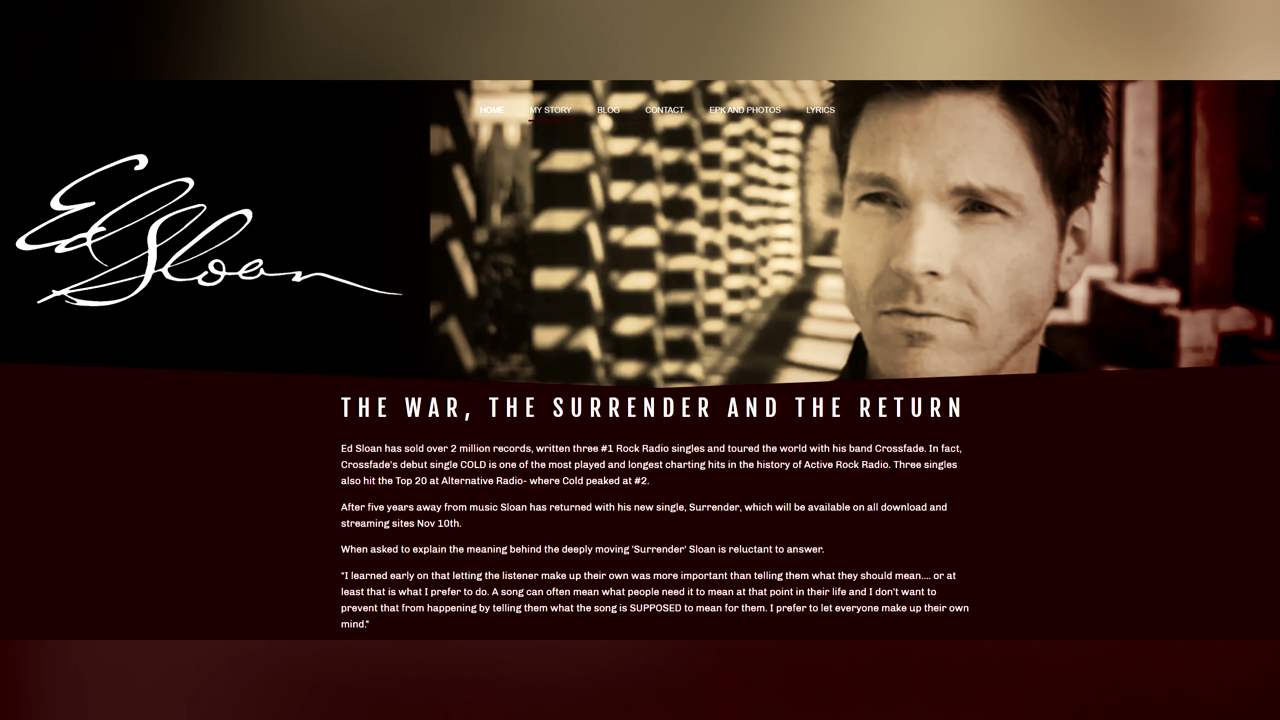 HOME MY STORY BLOG CONTACT EPK AND PHOTOS LYRICS
Ed Sloan
THE WAR, THE SURRENDER AND THE RETURN
Ed Sloan has sold over 2 million records, written three #1 Rock Radio singles and toured the world with his band Crossfade. In fact,
Crossfade's debut single COLD is one of the most played and longest charting hits in the history of Active Rock Radio. Three singles
also hit the Top 20 at Alternative Radio- where Cold peaked at #2.
After five years away from music Sloan has returned with his new single, Surrender, which will be available on all download and
streaming sites Nov 10th.
When asked to explain the meaning behind the deeply moving 'Surrender' Sloan is reluctant to answer.
"I learned early on that letting the listener make up their own was more important than telling them what they should mean.... or at
least that is what I prefer to do. A song can often mean what people need it to mean at that point in their life and I don't want to
prevent that from happening by telling them what the song is SUPPOSED to mean for them. I prefer to let everyone make up their own
mind."